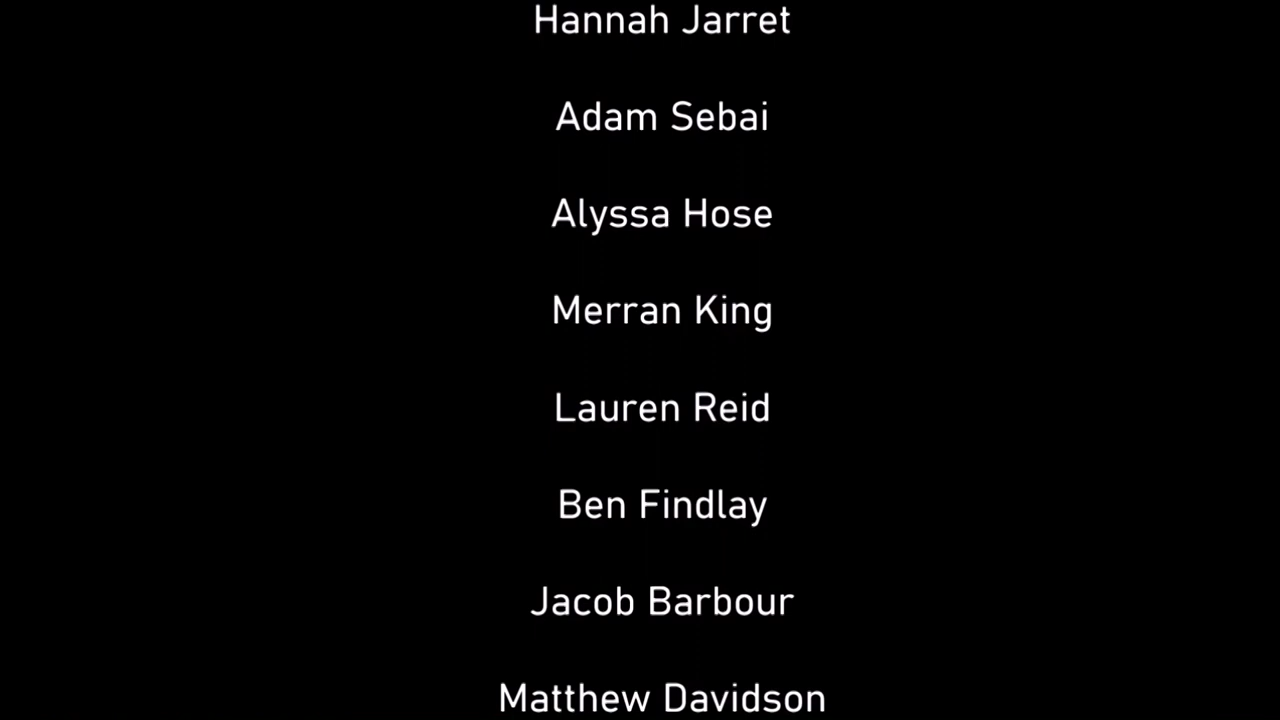 Hannah Jarret
Adam Sebai
Alyssa Hose
Merran King
Lauren Reid
Ben Findlay
Jacob Barbour
Matthew Davidson